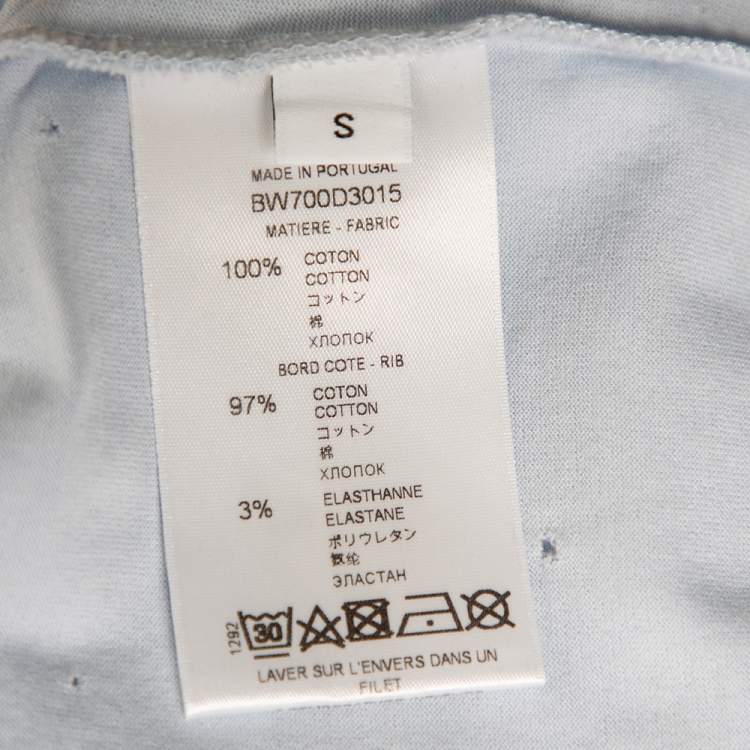 S
MADE IN PORTUGAL
BW700D3015
MATIERE - FABRIC
100% COTON
COTTON
コットン
棉
ХЛОПОК
BORD COTE - RIB
97% COTON
COTTON
コットン
棉
ХЛОПОК
3% ELASTHANNE
ELASTANE
ポリウレタン
氨纶
ЭЛАСТАН
1292
30
LAVER SUR L'ENVERS DANS UN
FILET